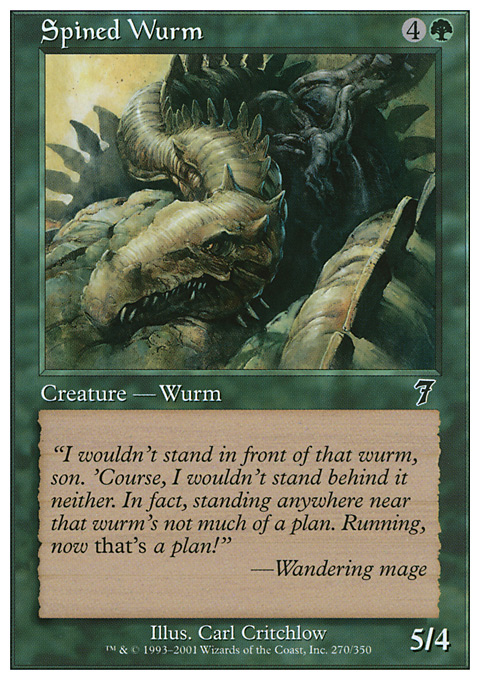 Spined Wurm 4
Creature — Wurm 7
“I wouldn’t stand in front of that wurm,
son. ’Course, I wouldn’t stand behind it
neither. In fact, standing anywhere near
that wurm’s not much of a plan. Running,
now that’s a plan!”
—Wandering mage
Illus. Carl Critchlow
™ & © 1993–2001 Wizards of the Coast, Inc. 270/350
5/4